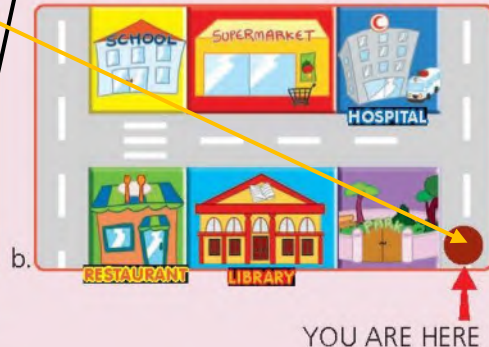 SCHOOL
SUPERMARKET
HOSPITAL
PARK
b.
RESTAURANT
LIBRARY
YOU ARE HERE